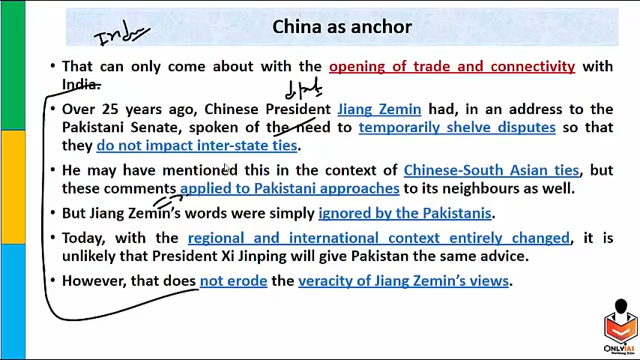 China as anchor
India
• That can only come about with the opening of trade and connectivity with
India.
• Over 25 years ago, Chinese President Jiang Zemin had, in an address to the
Pakistani Senate, spoken of the need to temporarily shelve disputes so that
they do not impact inter-state ties.
• He may have mentioned this in the context of Chinese-South Asian ties, but
these comments applied to Pakistani approaches to its neighbours as well.
• But Jiang Zemin's words were simply ignored by the Pakistanis.
• Today, with the regional and international context entirely changed, it is
unlikely that President Xi Jinping will give Pakistan the same advice.
• However, that does not erode the veracity of Jiang Zemin's views.
ONLYIAS